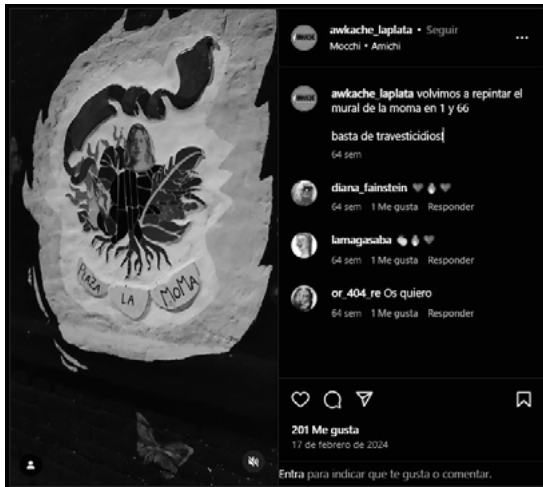 PLAZA LA MOMA
awkache_laplata • Seguir
Mocchi • Amichi
awkache_laplata volvimos a repintar el
mural de la moma en 1 y 66
basta de travesticidios!
64 sem
diana_fainstein
64 sem 1 Me gusta Responder
lamagasaba
64 sem 1 Me gusta Responder
or_404_re Os quiero
64 sem 1 Me gusta Responder
201 Me gusta
17 de febrero de 2024
Entra para indicar que te gusta o comentar.